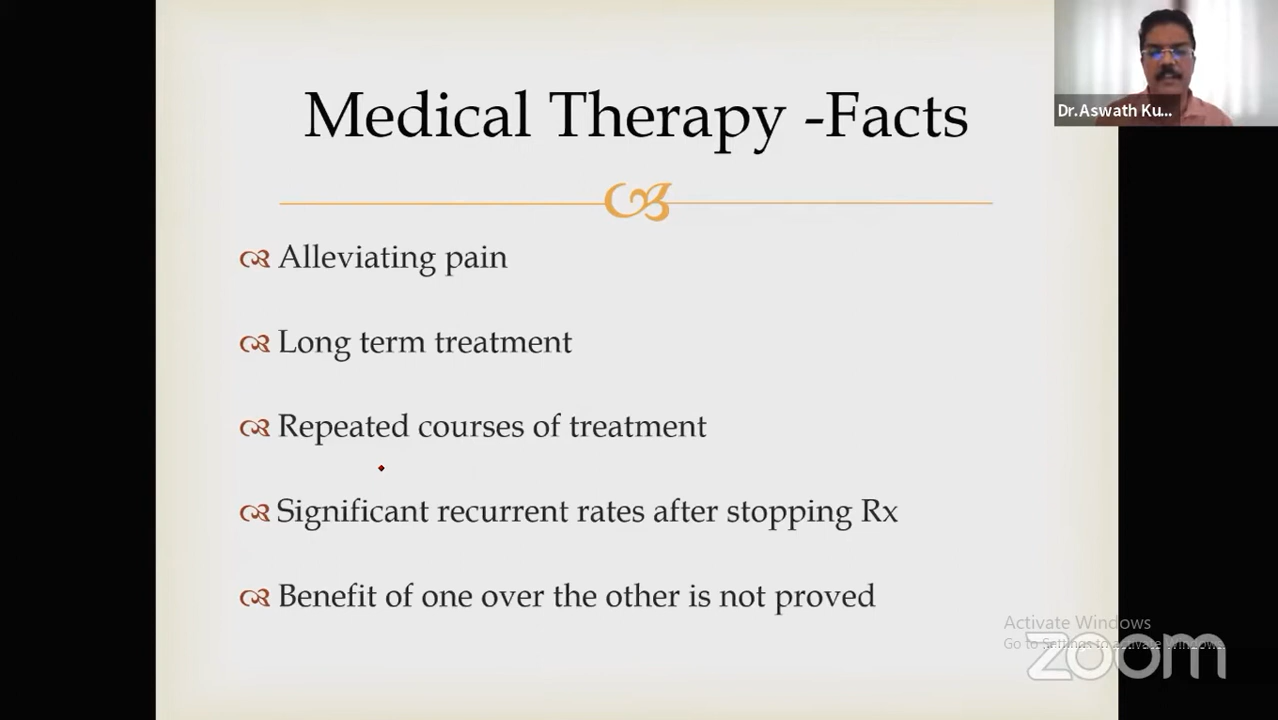 Medical Therapy -Facts
Dr.Aswath Ku...
Alleviating pain
Long term treatment
Repeated courses of treatment
Significant recurrent rates after stopping Rx
Benefit of one over the other is not proved
Activate Windows
Go to Settings to activate Windows.
zoom